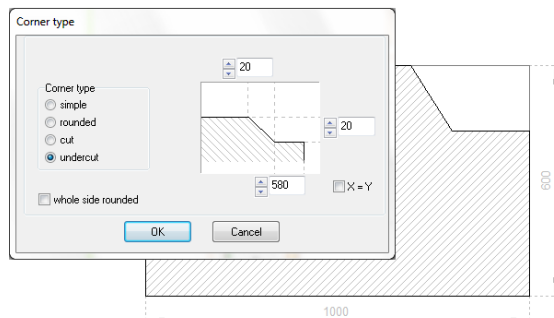 Corner type
20
Corner type
simple
rounded
cut
undercut
20
580
X = Y
whole side rounded
OK
Cancel
600
1000